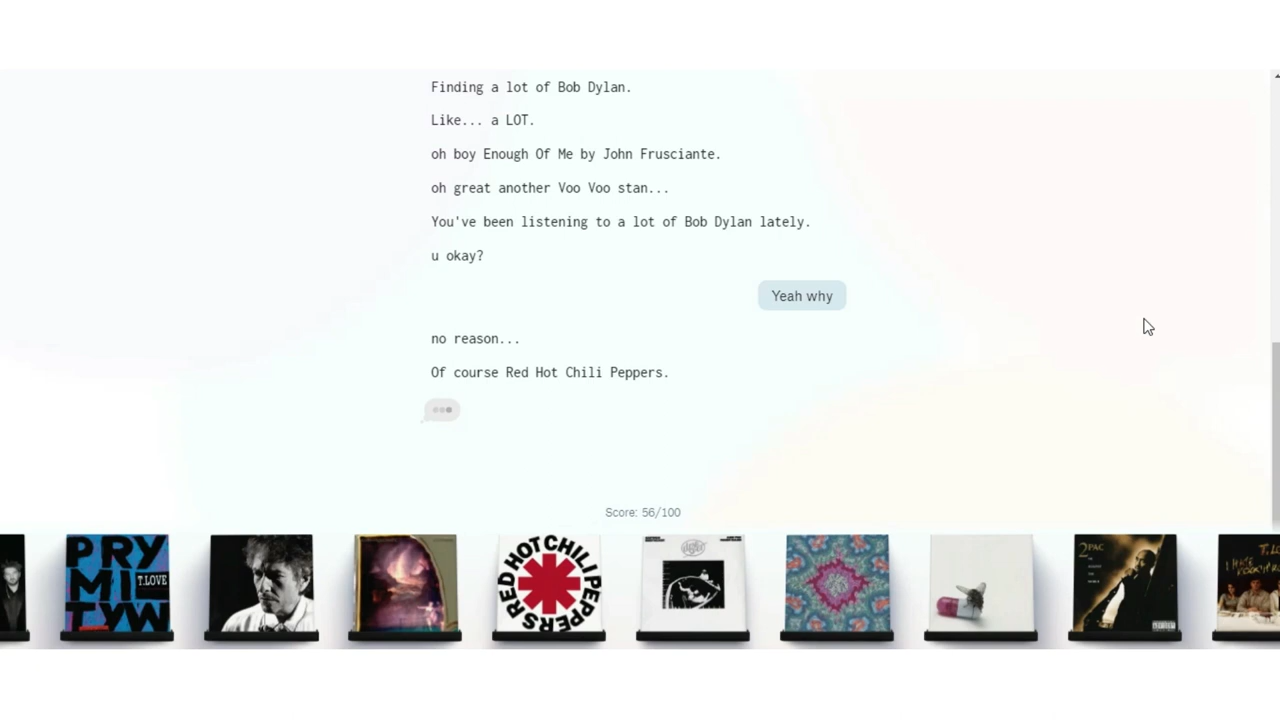 Finding a lot of Bob Dylan.
Like... a LOT.
oh boy Enough Of Me by John Frusciante.
oh great another Voo Voo stan...
You've been listening to a lot of Bob Dylan lately.
u okay?
Yeah why
no reason...
Of course Red Hot Chili Peppers.
Score: 56/100
PRY
MI
T.LOVE
TYW
RED HOT CHILI PEPPERS
2PAC